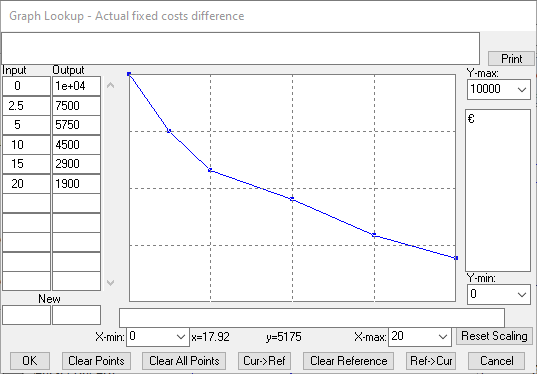 Graph Lookup - Actual fixed costs difference
Print
Input Output
Y-max:
0 1e+04
10000
2.5 7500
€
5 5750
10 4500
15 2900
20 1900
Y-min:
0
New
X-min: 0 x=17.92 y=5175 X-max: 20 Reset Scaling
OK Clear Points Clear All Points Cur->Ref Clear Reference Ref->Cur Cancel